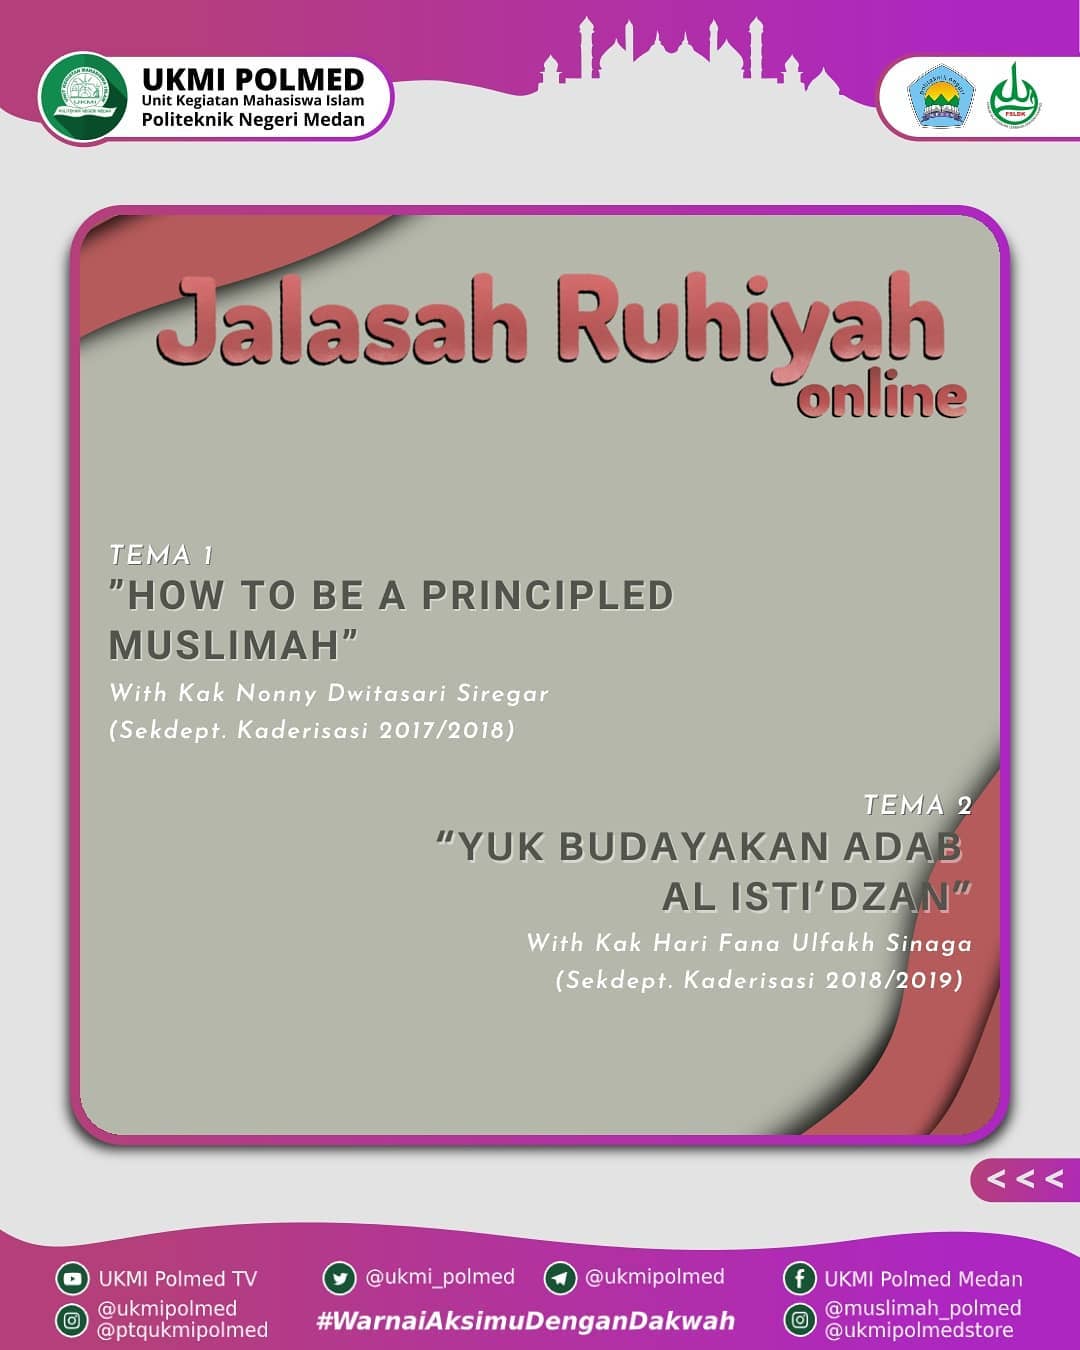 UKMI POLMED
Unit Kegiatan Mahasiswa Islam
Politeknik Negeri Medan
UKMI
FSLDK
Jalasah Ruhiyah
online
TEMA 1
"HOW TO BE A PRINCIPLED
MUSLIMAH"
With Kak Nonny Dwitasari Siregar
(Sekdept. Kaderisasi 2017/2018)
TEMA 2
"YUK BUDAYAKAN ADAB
AL ISTI'DZAN"
With Kak Hari Fana Ulfakh Sinaga
(Sekdept. Kaderisasi 2018/2019)
< < <
UKMI Polmed TV
@ukmipolmed
@ptqukmipolmed
@ukmi_polmed
@ukmipolmed
#WarnaiAksimuDenganDakwah
UKMI Polmed Medan
@muslimah_polmed
@ukmipolmedstore